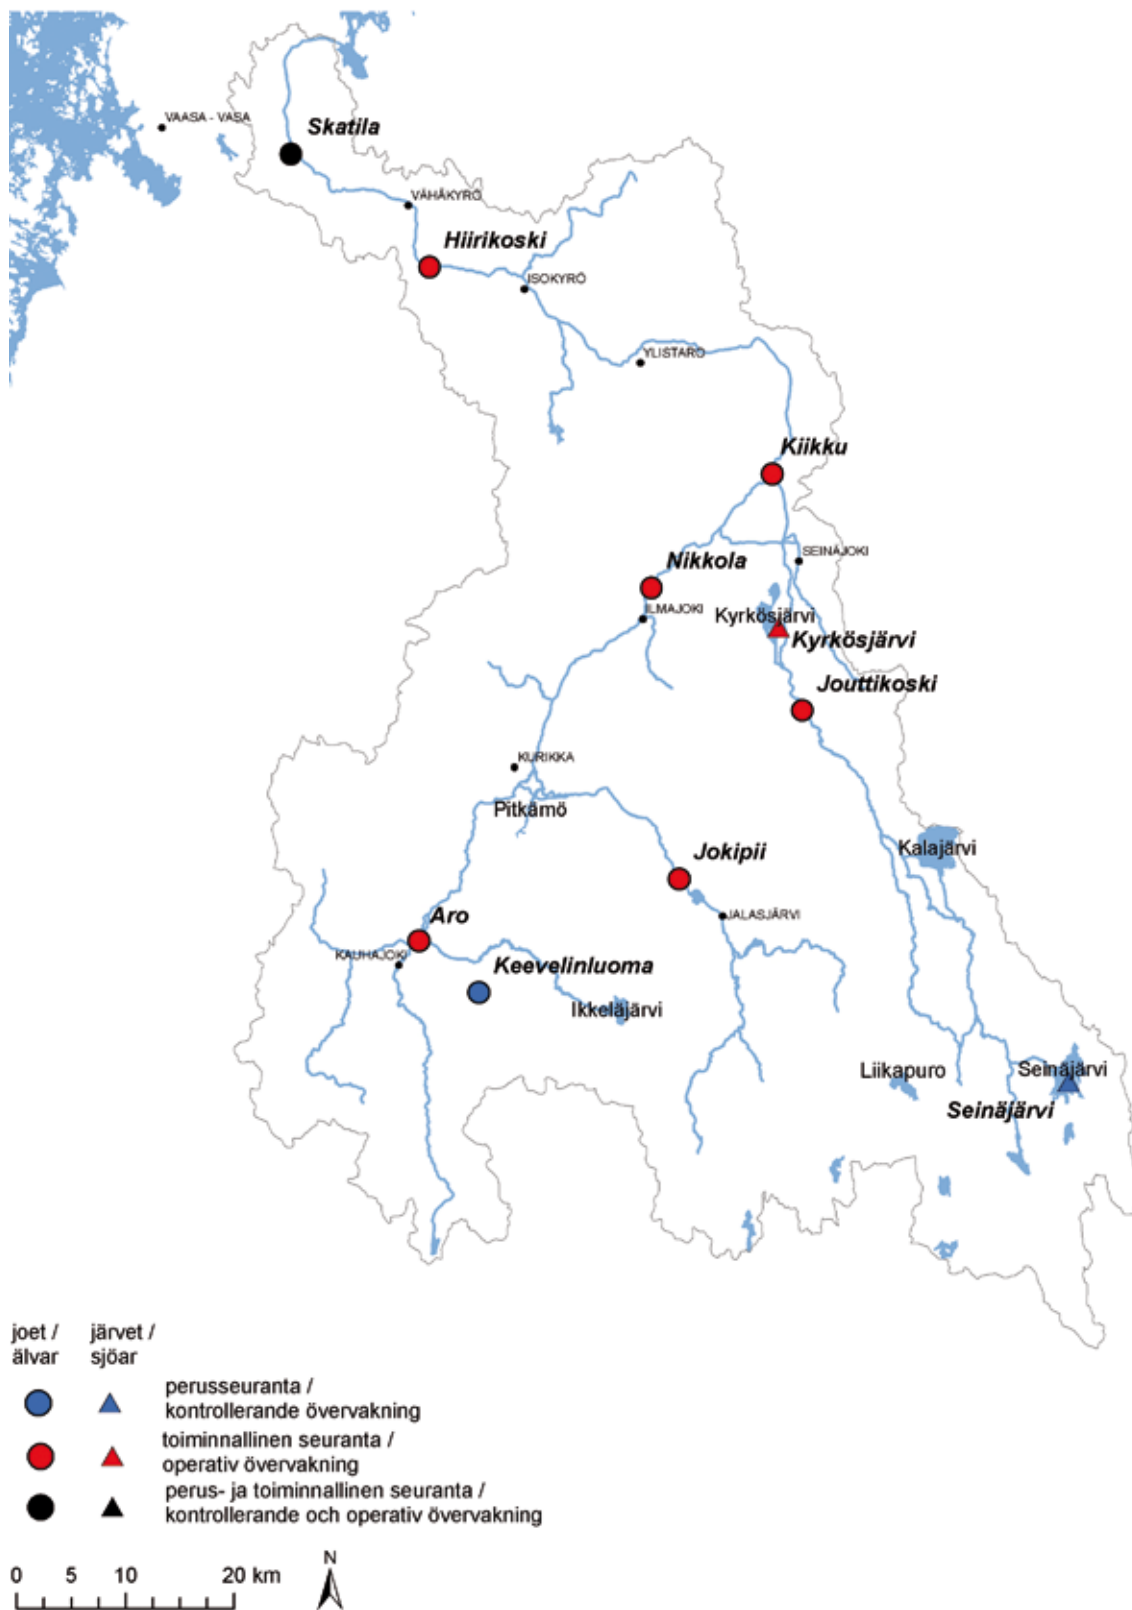 VAASA - VASA
Skatila
VÄHÄKYRÖ
Hiirikoski
ISOKYRÖ
YLISTARO
Kiikku
SEINÄJOKI
Nikkola
ILMAJOKI
Kyrkösjärvi
Kyrkösjärvi
Jouttikoski
KURIKKA
Pitkämö
Kalajärvi
Jokipii
JALASJÄRVI
Aro
KAUHAJOKI
Keevelinluoma
Ikkeläjärvi
Liikapuro
Seinäjärvi
Seinäjärvi
joet / järvet /
älvar sjöar
perusseuranta /
kontrollerande övervakning
toiminnallinen seuranta /
operativ övervakning
perus- ja toiminnallinen seuranta /
kontrollerande och operativ övervakning
0 5 10 20 km
N